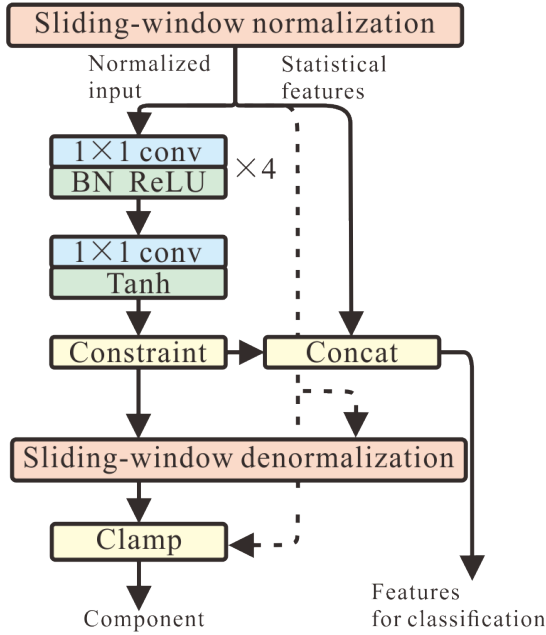 Sliding-window normalization
Normalized
input
Statistical
features
1×1 conv
BN ReLU
×4
1×1 conv
Tanh
Constraint
Concat
Sliding-window denormalization
Clamp
Component
Features
for classification